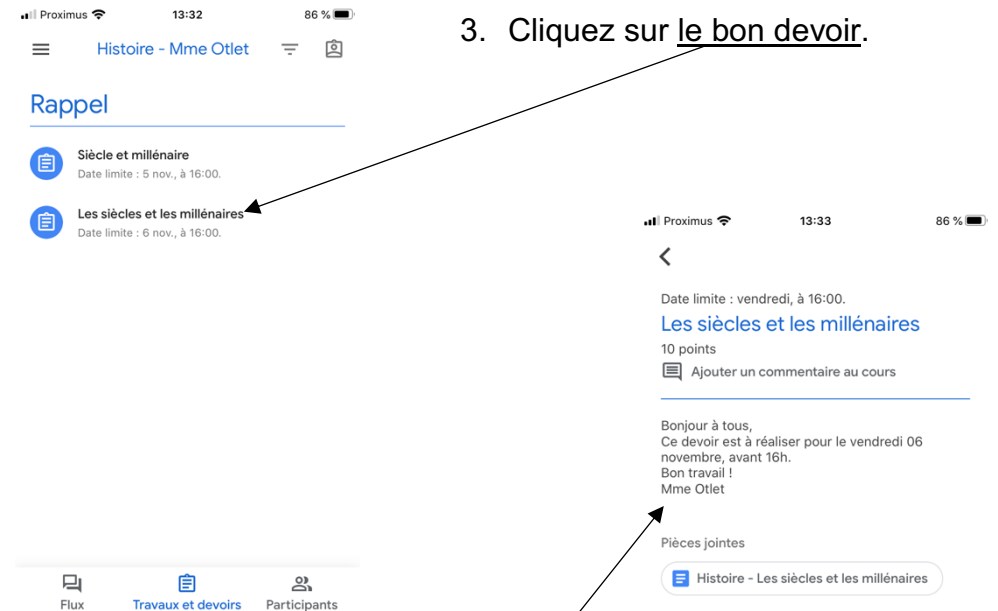 Proximus 13:32 86 %
Histoire - Mme Otlet
Rappel
Siècle et millénaire
Date limite : 5 nov., à 16:00.
Les siècles et les millénaires
Date limite : 6 nov., à 16:00.
Flux Travaux et devoirs Participants
3. Cliquez sur le bon devoir.
Proximus 13:33 86 %
Date limite : vendredi, à 16:00.
Les siècles et les millénaires
10 points
Ajouter un commentaire au cours
Bonjour à tous,
Ce devoir est à réaliser pour le vendredi 06
novembre, avant 16h.
Bon travail !
Mme Otlet
Pièces jointes
Histoire - Les siècles et les millénaires